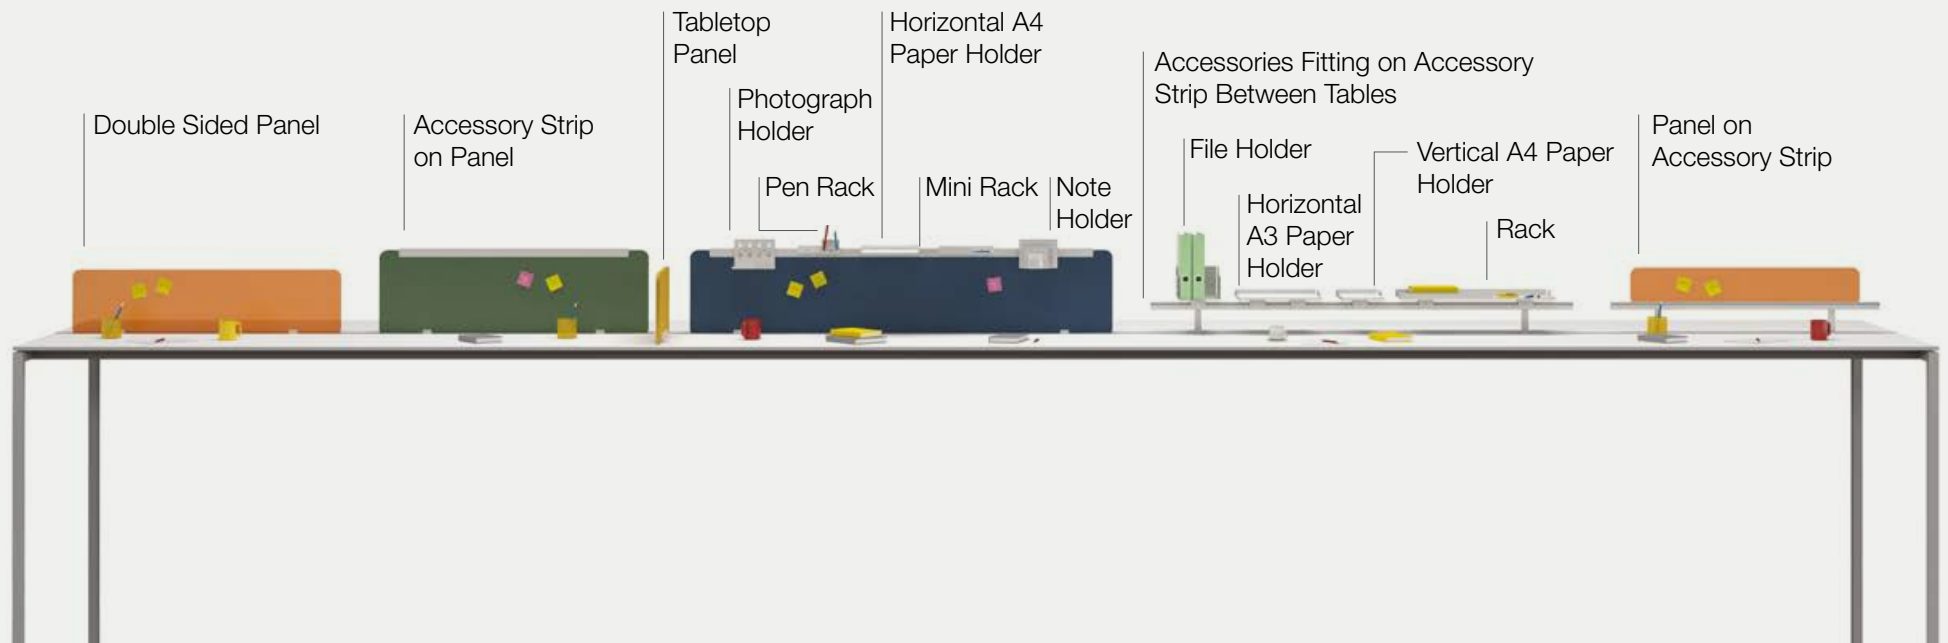 Double Sided Panel
Accessory Strip
on Panel
Tabletop
Panel
Photograph
Holder
Pen Rack
Horizontal A4
Paper Holder
Mini Rack
Note
Holder
Accessories Fitting on Accessory
Strip Between Tables
File Holder
Horizontal
A3 Paper
Holder
Vertical A4 Paper
Holder
Rack
Panel on
Accessory Strip